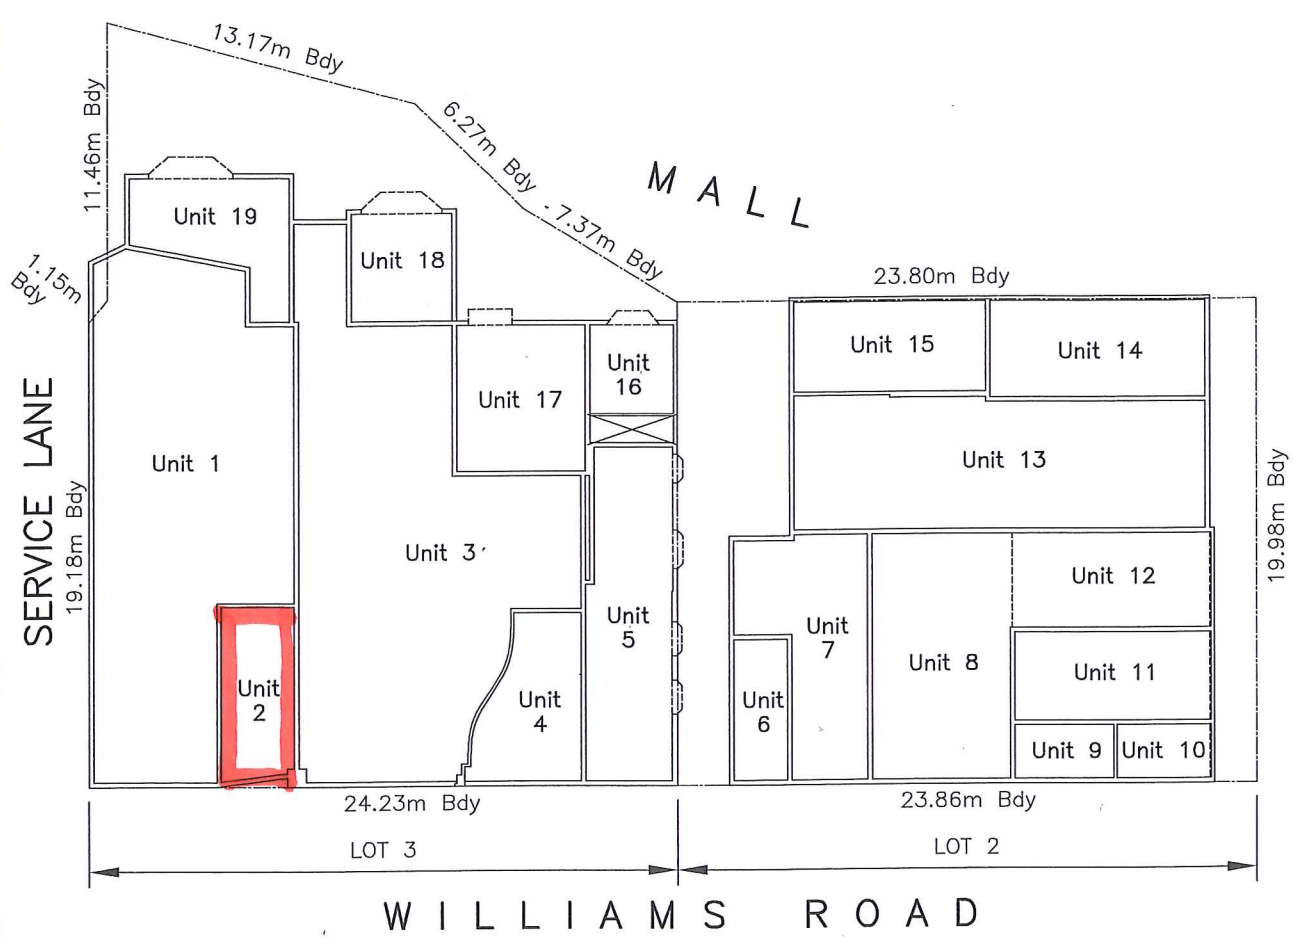 13.17m Bdy
11.46m Bdy
6.27m Bdy
7.37m Bdy
MALL
1.15m
Bdy
23.80m Bdy
Unit 19
Unit 18
Unit 17
Unit
16
Unit 15
Unit 14
Unit 13
SERVICE LANE
19.18m Bdy
Unit 1
Unit 3
Unit
2
Unit
4
Unit
5
Unit
6
Unit
7
Unit 8
Unit 12
Unit 11
Unit 9
Unit 10
19.98m Bdy
24.23m Bdy
23.86m Bdy
LOT 3
LOT 2
WILLIAMS ROAD